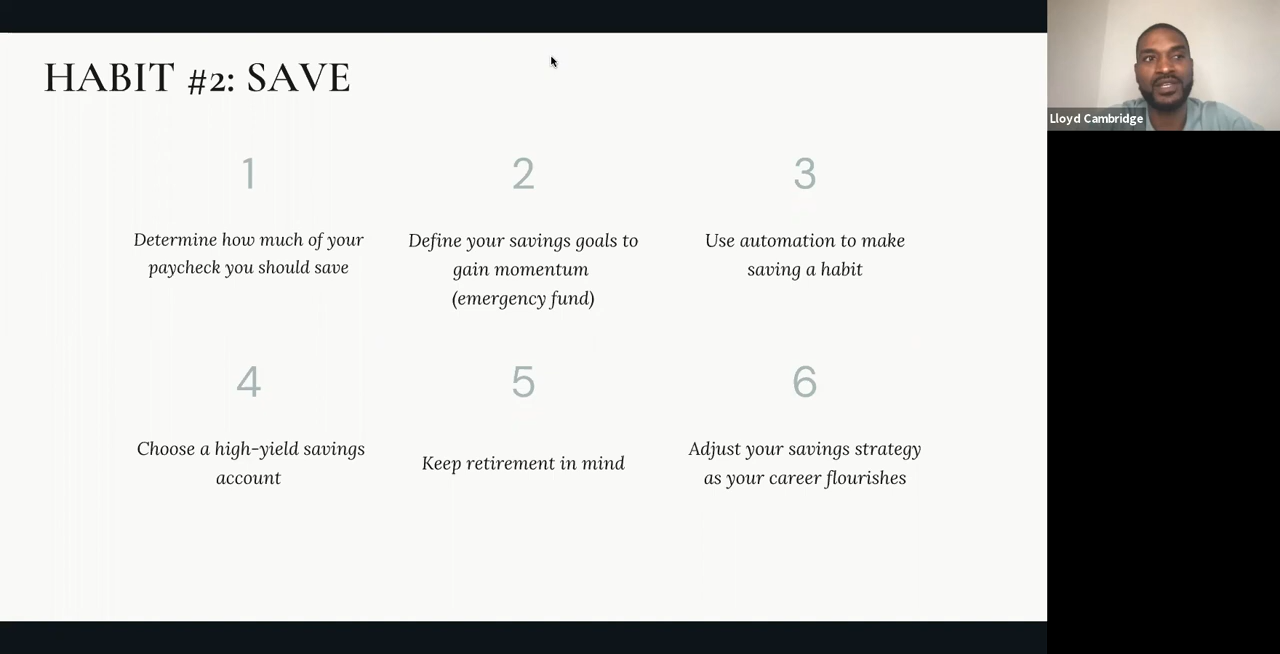 HABIT #2: SAVE
1
Determine how much of your
paycheck you should save
2
Define your savings goals to
gain momentum
(emergency fund)
3
Use automation to make
saving a habit
4
Choose a high-yield savings
account
5
Keep retirement in mind
6
Adjust your savings strategy
as your career flourishes
Lloyd Cambridge